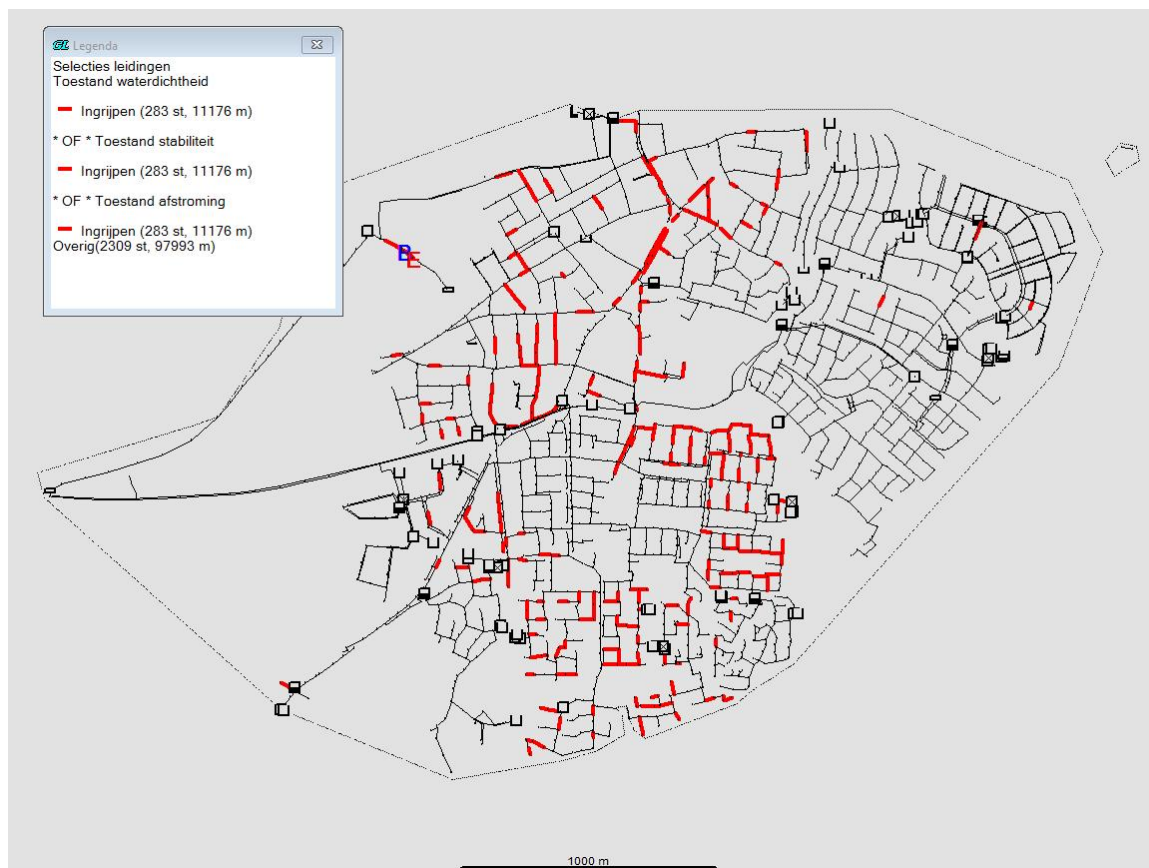 GL Legenda
Selecties leidingen
Toestand waterdichtheid
Ingrijpen (283 st, 11176 m)
* OF * Toestand stabiliteit
Ingrijpen (283 st, 11176 m)
* OF * Toestand afstroming
Ingrijpen (283 st, 11176 m)
Overig(2309 st, 97993 m)
B
E
1000 m